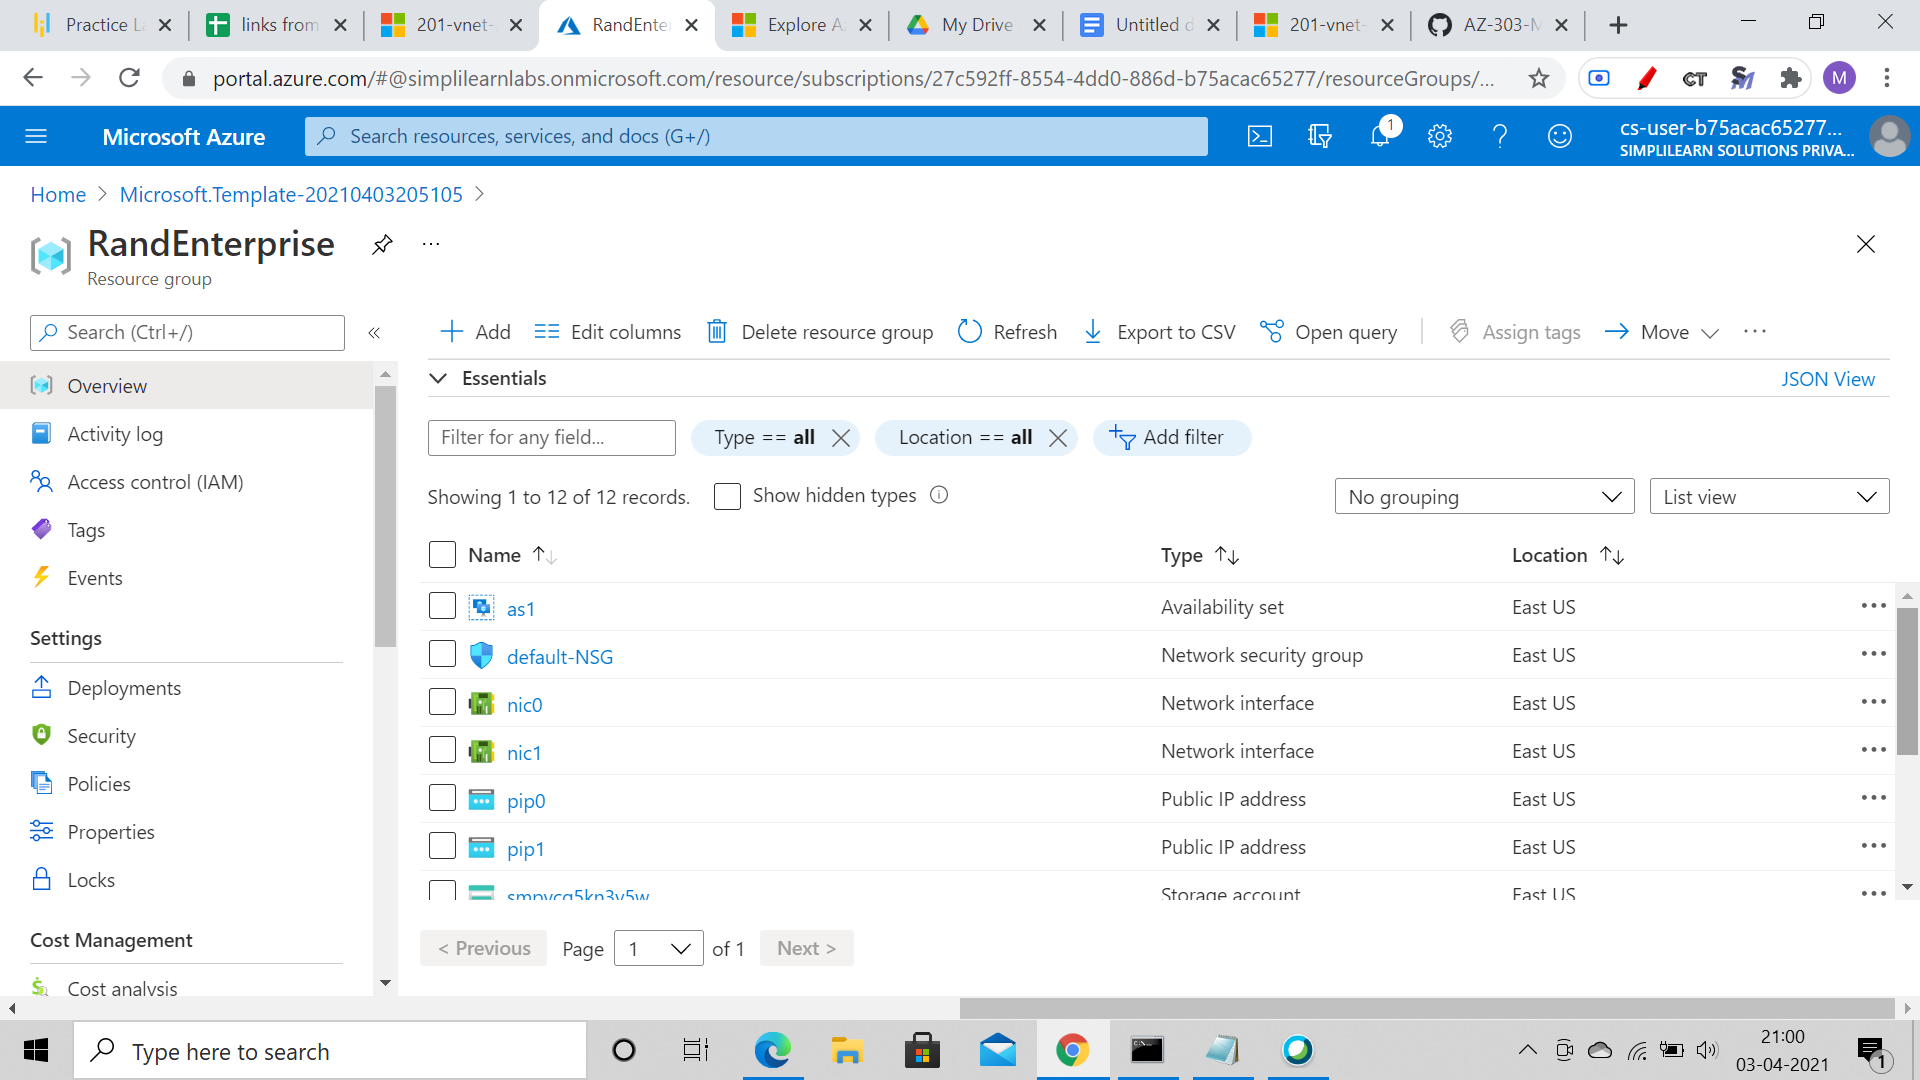 Practice La
links from
201-vnet-
RandEnter
Explore Az
My Drive
Untitled d
201-vnet-
AZ-303-M
portal.azure.com/#@simplilearnlabs.onmicrosoft.com/resource/subscriptions/27c592ff-8554-4dd0-886d-b75acac65277/resourceGroups/...
CT
M
Microsoft Azure
Search resources, services, and docs (G+/)
1
cs-user-b75acac65277...
SIMPLILEARN SOLUTIONS PRIVA...
Home > Microsoft.Template-20210403205105 >
RandEnterprise
...
Resource group
Search (Ctrl+/)
«
Add
Edit columns
Delete resource group
Refresh
Export to CSV
Open query
Assign tags
Move
...
Overview
Activity log
Access control (IAM)
Tags
Events
Settings
Deployments
Security
Policies
Properties
Locks
Cost Management
Cost analysis
Essentials
JSON View
Filter for any field...
Type == all
Location == all
Add filter
Showing 1 to 12 of 12 records.
Show hidden types
No grouping
List view
Name Type Location
as1 Availability set East US
default-NSG Network security group East US
nic0 Network interface East US
nic1 Network interface East US
pip0 Public IP address East US
pip1 Public IP address East US
smpvcq5kn3y5w Storage account East US
< Previous Page 1 of 1 Next >
Type here to search
21:00
03-04-2021
1